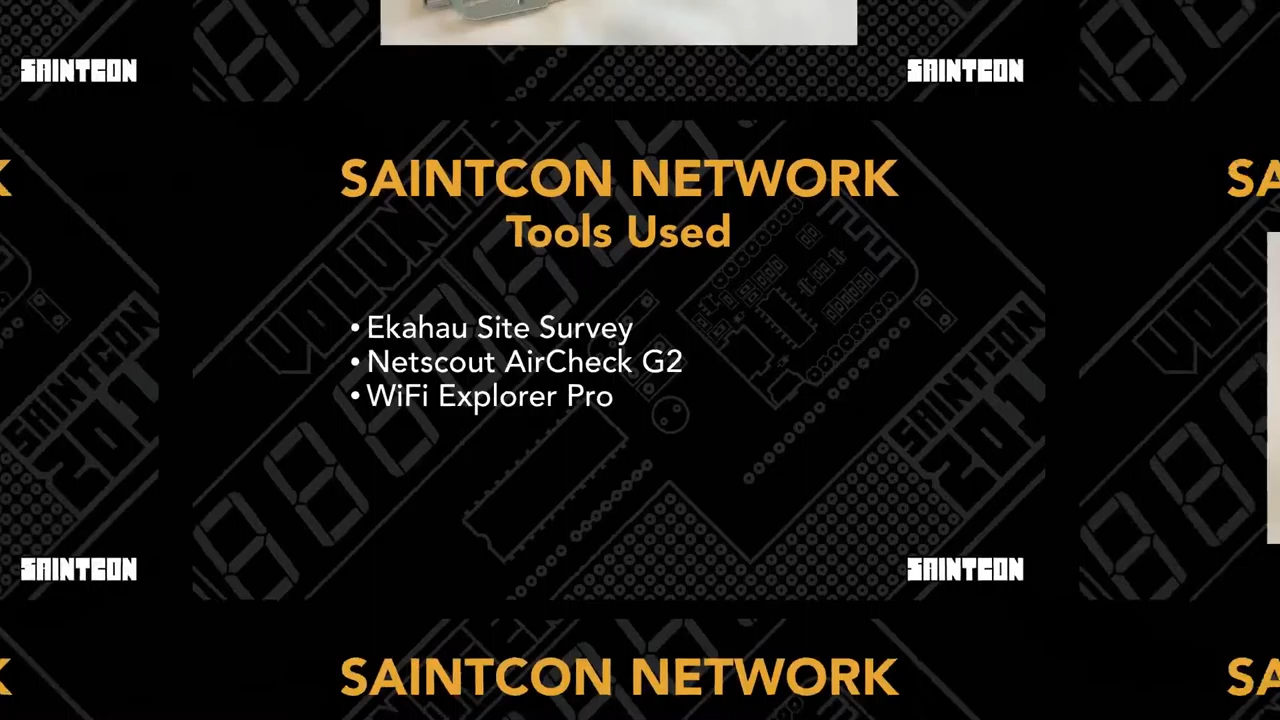 SAINTCON
SAINTCON
SAINTCON NETWORK
Tools Used
• Ekahau Site Survey
• Netscout AirCheck G2
• WiFi Explorer Pro
SAINTCON
SAINTCON
SAINTCON NETWORK